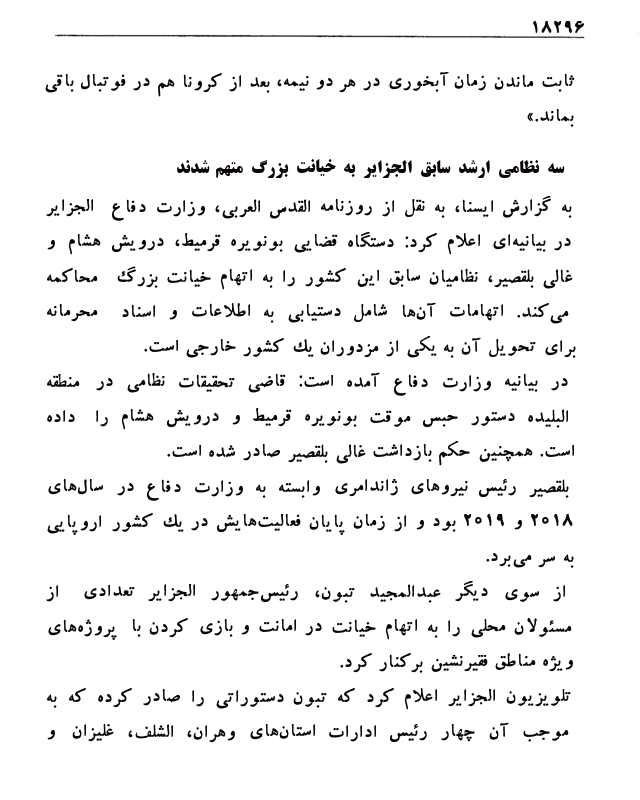 ۱۸۲۹۶
ثابت ماندن زمان آبخوری در هر دو نیمه، بعد از کرونا هم در فوتبال باقی
بماند.»
سه نظامی ارشد سابق الجزایر به خیانت بزرگ متهم شدند
به گزارش ایسنا، به نقل از روزنامه القدس العربی، وزارت دفاع الجزایر
در بیانیه‌ای اعلام کرد: دستگاه قضایی بونویره قرمیط، درویش هشام و
غالی بلقصیر، نظامیان سابق این کشور را به اتهام خیانت بزرگ محاکمه
می‌کند. اتهامات آن‌ها شامل دستیابی به اطلاعات و اسناد محرمانه
برای تحویل آن به یکی از مزدوران یك کشور خارجی است.
در بیانیه وزارت دفاع آمده است: قاضی تحقیقات نظامی در منطقه
البلیده دستور حبس موقت بونویره قرمیط و درویش هشام را داده
است. همچنین حکم بازداشت غالی بلقصیر صادر شده است.
بلقصیر رئیس نیروهای ژاندامری وابسته به وزارت دفاع در سال‌های
۲۰۱۸ و ۲۰۱۹ بود و از زمان پایان فعالیت‌هایش در یك کشور اروپایی
به سر می‌برد.
از سوی دیگر عبدالمجید تبون، رئیس‌جمهور الجزایر تعدادی از
مسئولان محلی را به اتهام خیانت در امانت و بازی کردن با پروژه‌های
ویژه مناطق فقیرنشین برکنار کرد.
تلویزیون الجزایر اعلام کرد که تبون دستوراتی را صادر کرده که به
موجب آن چهار رئیس ادارات استان‌های وهران، الشلف، غلیزان و